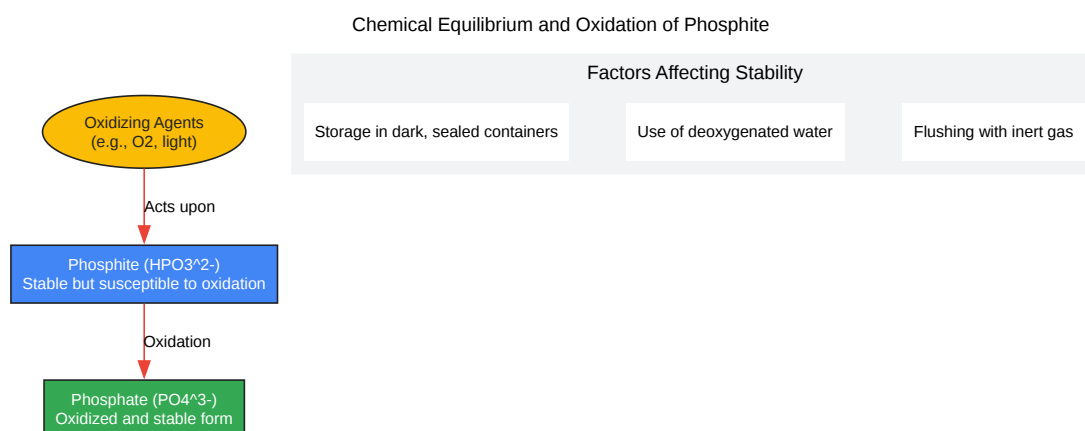 Chemical Equilibrium and Oxidation of Phosphite
Factors Affecting Stability
Storage in dark, sealed containers
Use of deoxygenated water
Flushing with inert gas
Oxidizing Agents
(e.g., O2, light)
Acts upon
Phosphite (HPO3^2-)
Stable but susceptible to oxidation
Oxidation
Phosphate (PO4^3-)
Oxidized and stable form